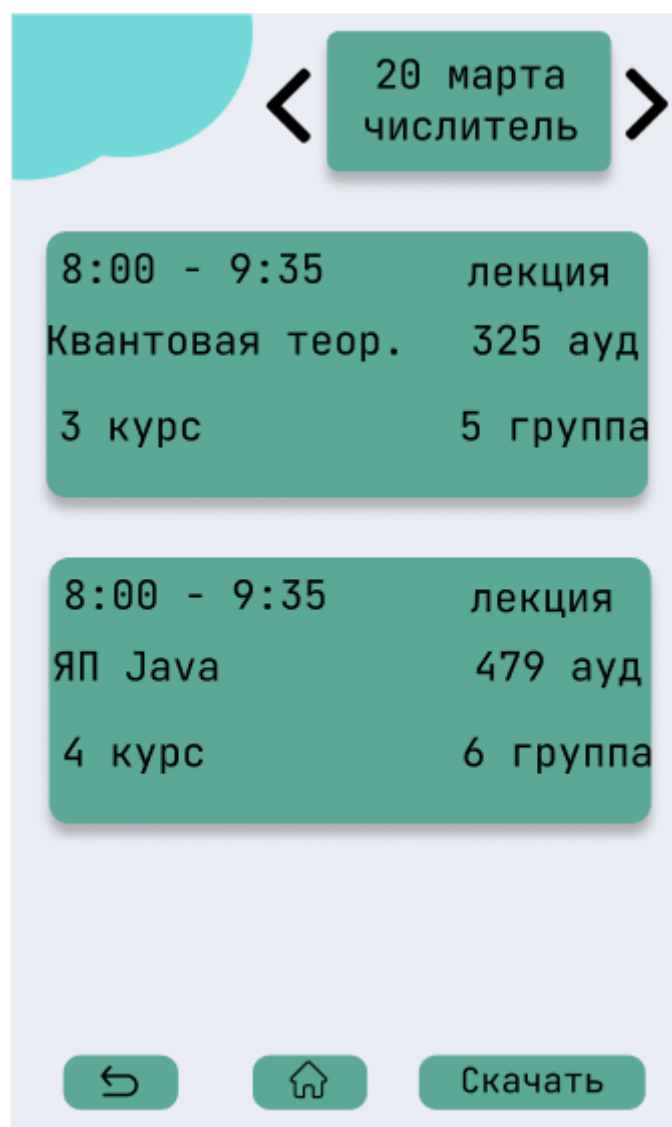 20 марта
числитель
8:00 - 9:35 лекция
Квантовая теор. 325 ауд
3 курс 5 группа
8:00 - 9:35 лекция
ЯП Java 479 ауд
4 курс 6 группа
Скачать